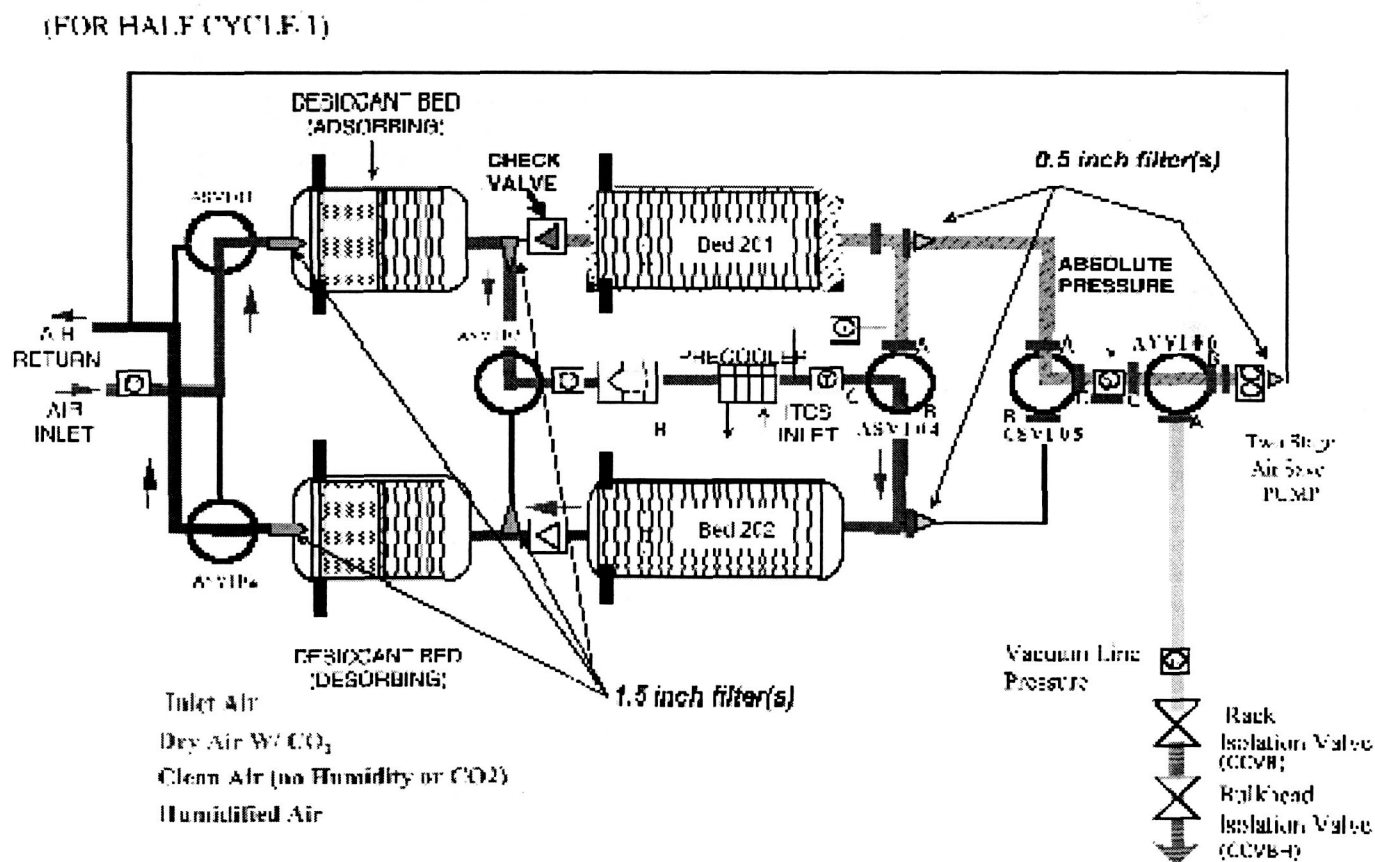 (FOR HALF CYCLE 1)
DESICCANT BED
(ADSORBING)
CHECK
VALVE
0.5 inch filter(s)
Bed 201
ABSOLUTE
PRESSURE
AIR
RETURN
AIR
INLET
PRECOOLER
A
A
B
C
B
A
H
ITCS
INLET
ASV104
B
Two Stage
Air Save
PUMP
Bed 202
DESICCANT BED
(DESORBING)
1.5 inch filter(s)
Vacuum Line
Pressure
Inlet Air
Dry Air W/ CO₂
Clean Air (no Humidity or CO2)
Humidified Air
Rack
Isolation Valve
Bulkhead
Isolation Valve